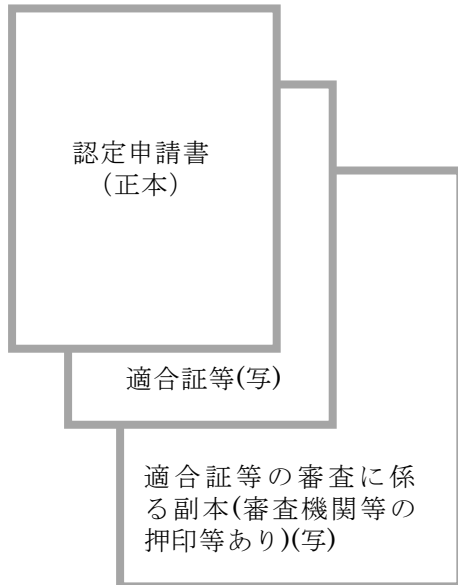 認定申請書
（正本）
適合証等(写)
適合証等の審査に係
る副本(審査機関等の
押印等あり)(写)